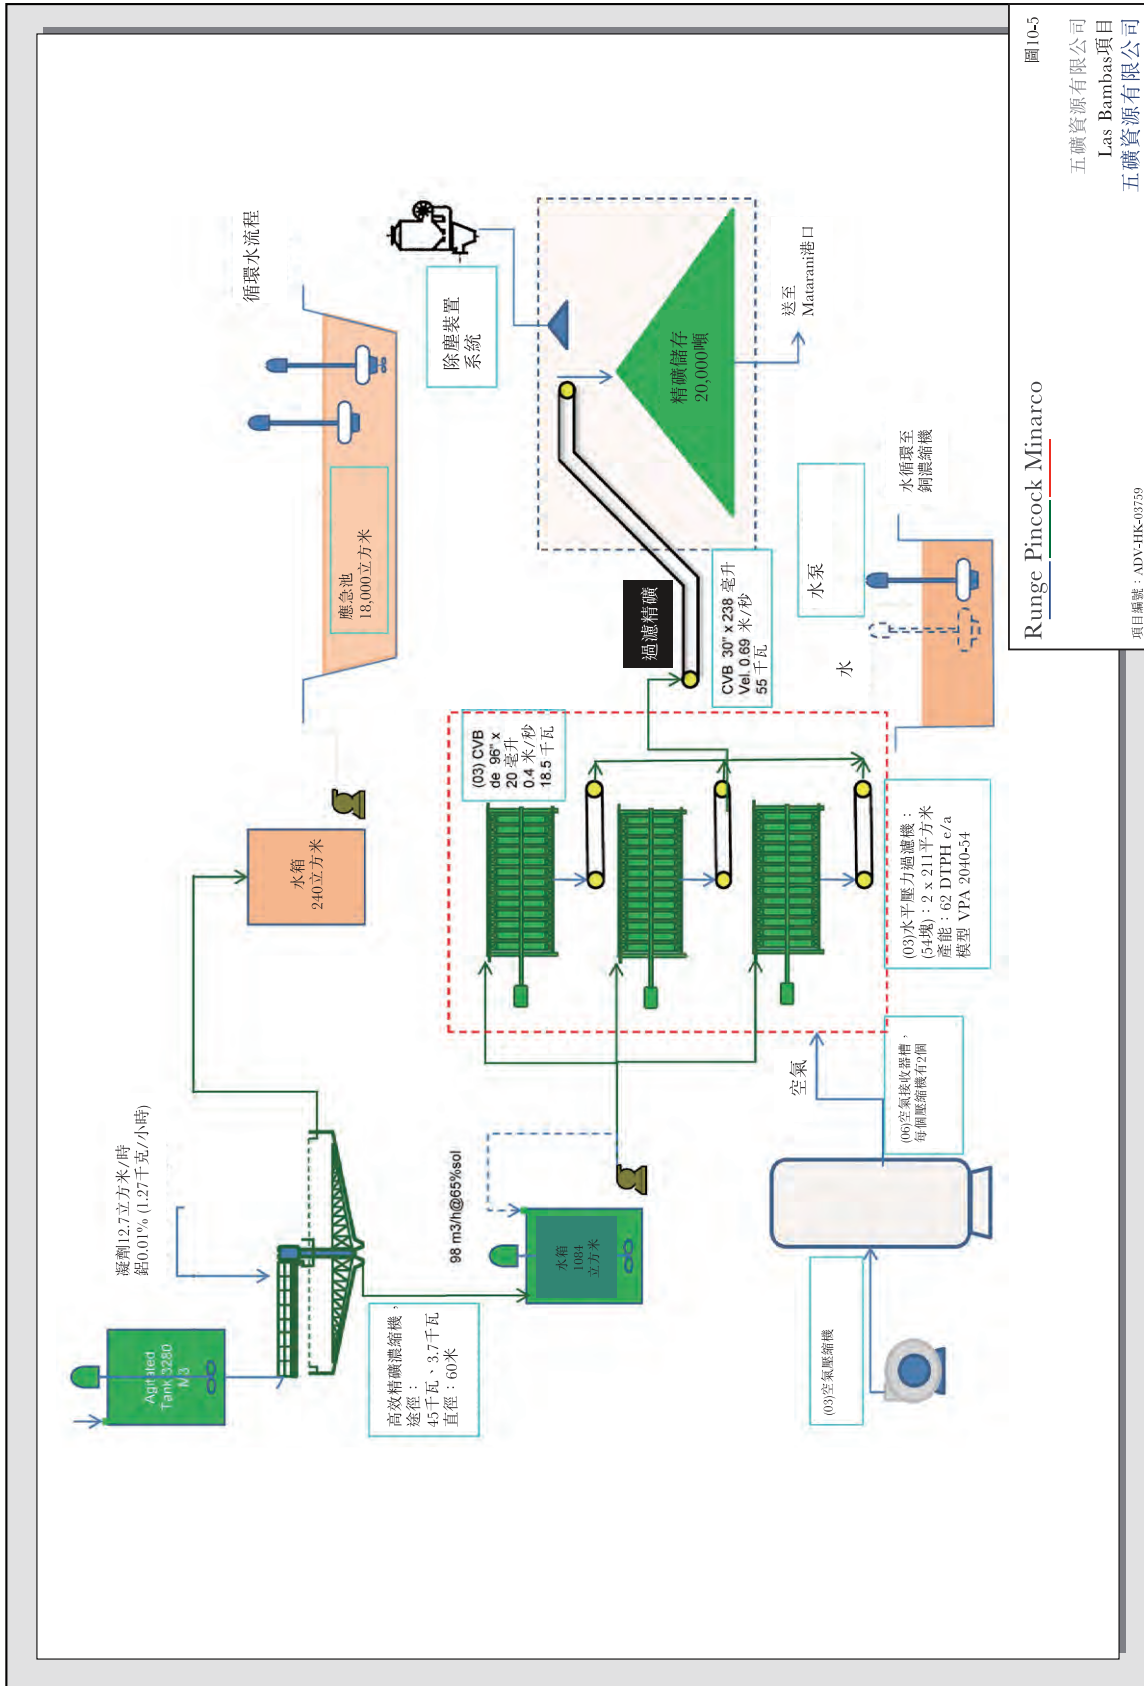 Agitated
Tank 3280
M3
凝劑12.7立方米/時
鋁0.01% (1.27千克/小時)
水箱
240立方米
循環水流程
應急池
18,000立方米
高效精礦濃縮機，
途徑：
45千瓦、3.7千瓦
直徑：60米
98 m3/h@65%sol
水箱
1084
立方米
(03) CVB
de 96" x
20 毫升
0.4 米/秒
18.5 千瓦
除塵裝置
系統
過濾精礦
精礦儲存
20,000噸
送至
Matarani港口
CVB 30" x 238 毫升
Vel. 0.69 米/秒
55 千瓦
(03)空氣壓縮機
空氣
(06)空氣接收器槽，
每個壓縮機有2個
(03)水平壓力過濾機：
(54塊)：2 x 211平方米
產能：62 DTPH e/a
模型 VPA 2040-54
水
水泵
水循環至
銅濃縮機
Runge Pincock Minarco
項目編號：ADV-HK-03759
圖10-5
五礦資源有限公司
Las Bambas項目
五礦資源有限公司